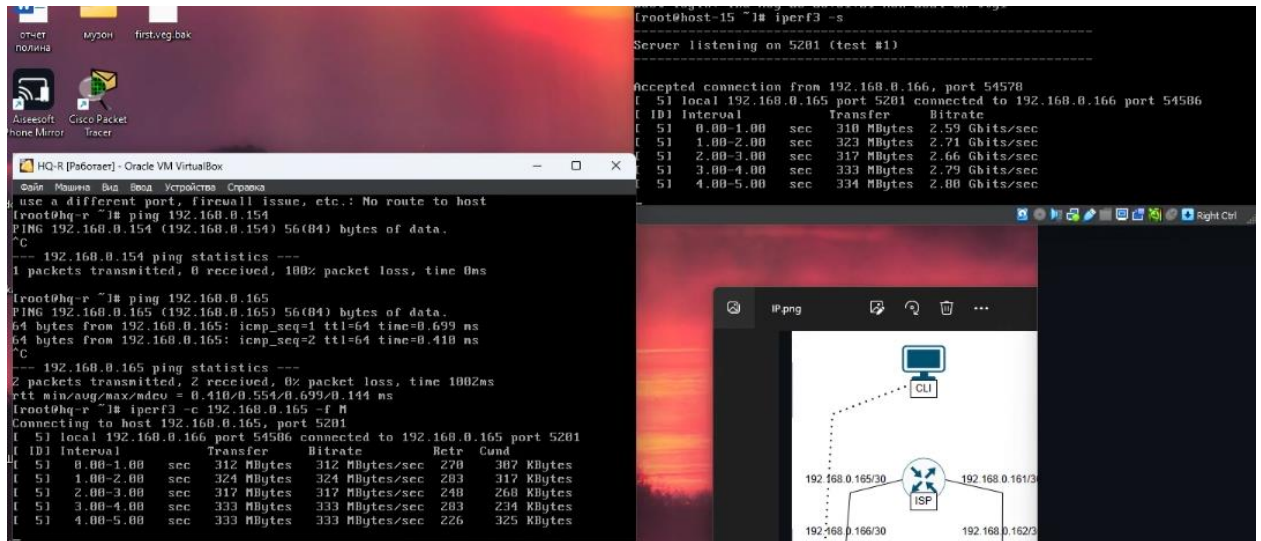 отчет полина
музон
first.veg.bak
Aiseesoft
Cisco Packet Tracer
hone Mirror
HQ-R [Работает] - Oracle VM VirtualBox
Файл Машина Вид Ввод Устройства Справка
use a different port, firewall issue, etc.: No route to host
[root@hq-r ~]# ping 192.168.0.154
PING 192.168.0.154 (192.168.0.154) 56(84) bytes of data.
^C
--- 192.168.0.154 ping statistics ---
1 packets transmitted, 0 received, 100% packet loss, time 0ms
[root@hq-r ~]# ping 192.168.0.165
PING 192.168.0.165 (192.168.0.165) 56(84) bytes of data.
64 bytes from 192.168.0.165: icmp_seq=1 ttl=64 time=0.699 ms
64 bytes from 192.168.0.165: icmp_seq=2 ttl=64 time=0.410 ms
^C
--- 192.168.0.165 ping statistics ---
2 packets transmitted, 2 received, 0% packet loss, time 1002ms
rtt min/avg/max/mdev = 0.410/0.554/0.699/0.144 ms
[root@hq-r ~]# iperf3 -c 192.168.0.165 -f M
Connecting to host 192.168.0.165, port 5201
[ 5] local 192.168.0.166 port 54586 connected to 192.168.0.165 port 5201
[ ID] Interval Transfer Bitrate Retr Cwnd
[ 5] 0.00-1.00 sec 312 MBytes 312 MBytes/sec 270 307 KBytes
[ 5] 1.00-2.00 sec 324 MBytes 324 MBytes/sec 203 317 KBytes
[ 5] 2.00-3.00 sec 317 MBytes 317 MBytes/sec 248 268 KBytes
[ 5] 3.00-4.00 sec 333 MBytes 333 MBytes/sec 203 234 KBytes
[ 5] 4.00-5.00 sec 333 MBytes 333 MBytes/sec 226 325 KBytes
[root@host-15 ~]# iperf3 -s
Server listening on 5201 (test #1)
Accepted connection from 192.168.0.166, port 54578
[ 5] local 192.168.0.165 port 5201 connected to 192.168.0.166 port 54586
[ ID] Interval Transfer Bitrate
[ 5] 0.00-1.00 sec 310 MBytes 2.59 Gbits/sec
[ 5] 1.00-2.00 sec 323 MBytes 2.71 Gbits/sec
[ 5] 2.00-3.00 sec 317 MBytes 2.66 Gbits/sec
[ 5] 3.00-4.00 sec 333 MBytes 2.79 Gbits/sec
[ 5] 4.00-5.00 sec 334 MBytes 2.80 Gbits/sec
Right Ctrl
IP.png
CLI
192.168.0.165/30
192.168.0.161/3
ISP
192.168.0.166/30
192.168.0.162/3